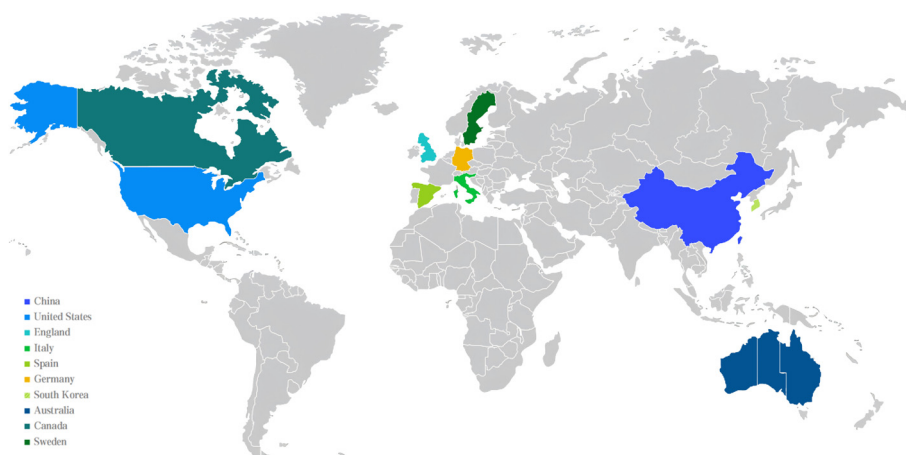 China
United States
England
Italy
Spain
Germany
South Korea
Australia
Canada
Sweden